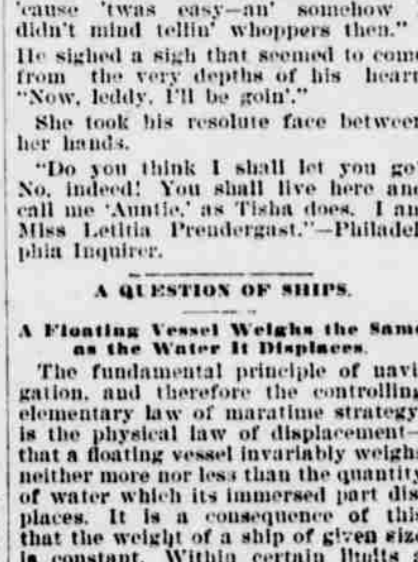 'cause 'twas easy—an' somehow
didn't mind tellin' whoppers then."
He sighed a sigh that seemed to come
from the very depths of his heart
"Now, leddy, I'll be goin'."
She took his resolute face between
her hands.
"Do you think I shall let you go
No, indeed! You shall live here and
call me 'Auntie,' as Tisha does. I am
Miss Letitia Prendergast."—Philadel
phia Inquirer.
A QUESTION OF SHIPS.
A Floating Vessel Weighs the Same
as the Water It Displaces.
The fundamental principle of navi
gation, and therefore the controlling
elementary law of maratime strategy
is the physical law of displacement—
that a floating vessel invariably weighs
neither more nor less than the quantity
of water which its immersed part dis
places. It is a consequence of this
that the weight of a ship of given size
is constant. Within certain limits a